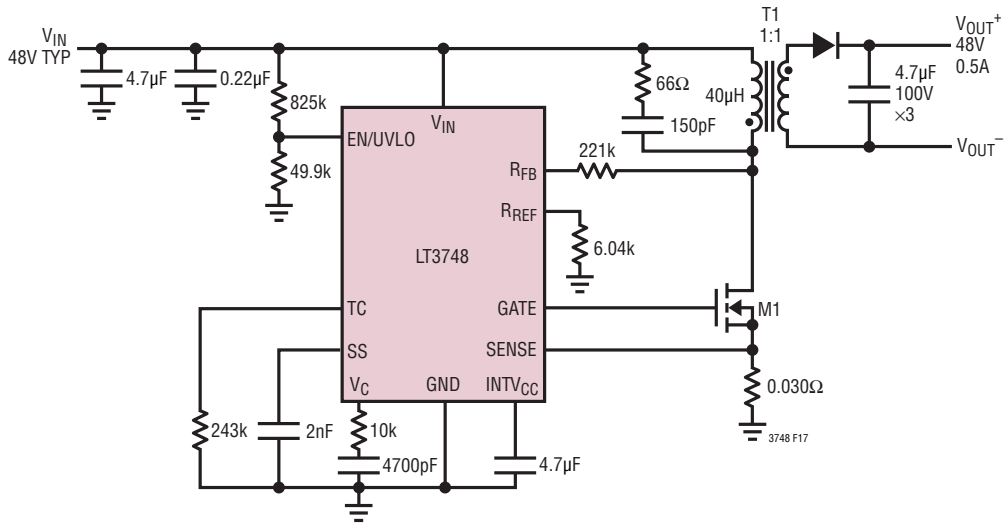 T1
1:1
VIN
48V TYP
VOUT+
48V
0.5A
4.7µF
0.22µF
825k
66Ω
40µH
4.7µF
100V
×3
150pF
VIN
EN/UVLO
49.9k
221k
RFB
VOUT–
RREF
6.04k
LT3748
TC
GATE
M1
SS
SENSE
VC
GND
INTVCC
0.030Ω
243k
2nF
10k
4700pF
4.7µF
3748 F17